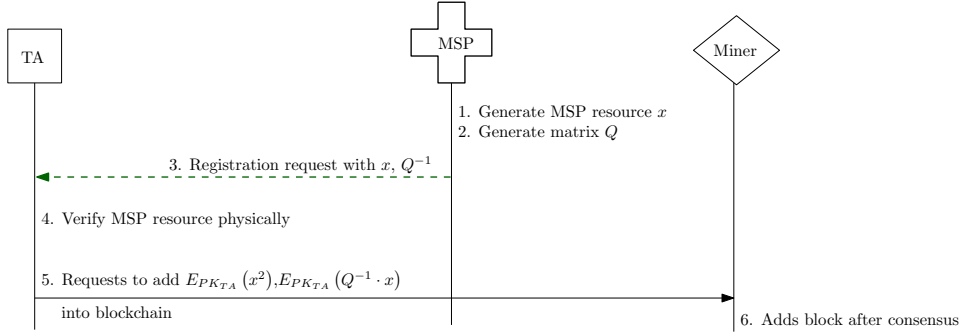 TA
MSP
Miner
1. Generate MSP resource x
2. Generate matrix Q
3. Registration request with x, Q⁻¹
4. Verify MSP resource physically
5. Requests to add E_{PK_{TA}} (x²),E_{PK_{TA}} (Q⁻¹ · x)
into blockchain
6. Adds block after consensus